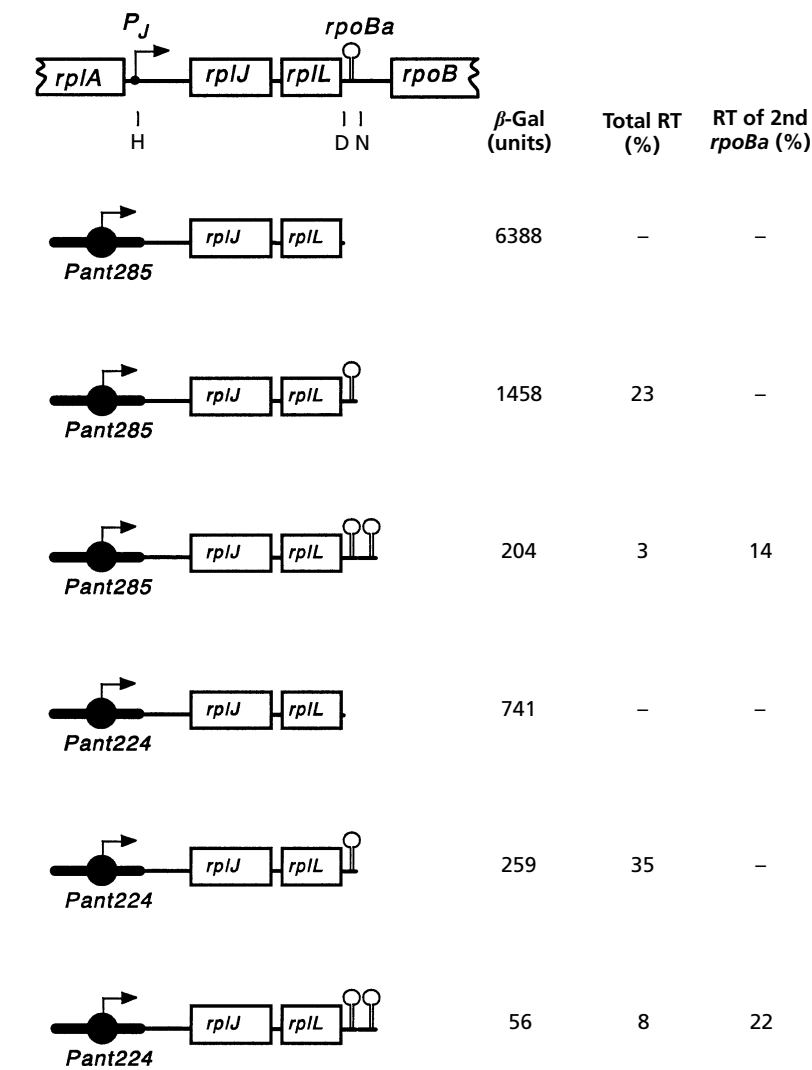 P_J rpoBa
rplA rplJ rplL rpoB
H D N
β-Gal (units) Total RT (%) RT of 2nd rpoBa (%)
rplJ rplL 6388 – –
Pant285
rplJ rplL 1458 23 –
Pant285
rplJ rplL 204 3 14
Pant285
rplJ rplL 741 – –
Pant224
rplJ rplL 259 35 –
Pant224
rplJ rplL 56 8 22
Pant224